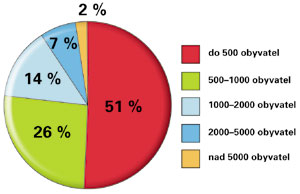 2 %
7 %
14 %
26 %
51 %
do 500 obyvatel
500–1000 obyvatel
1000–2000 obyvatel
2000–5000 obyvatel
nad 5000 obyvatel